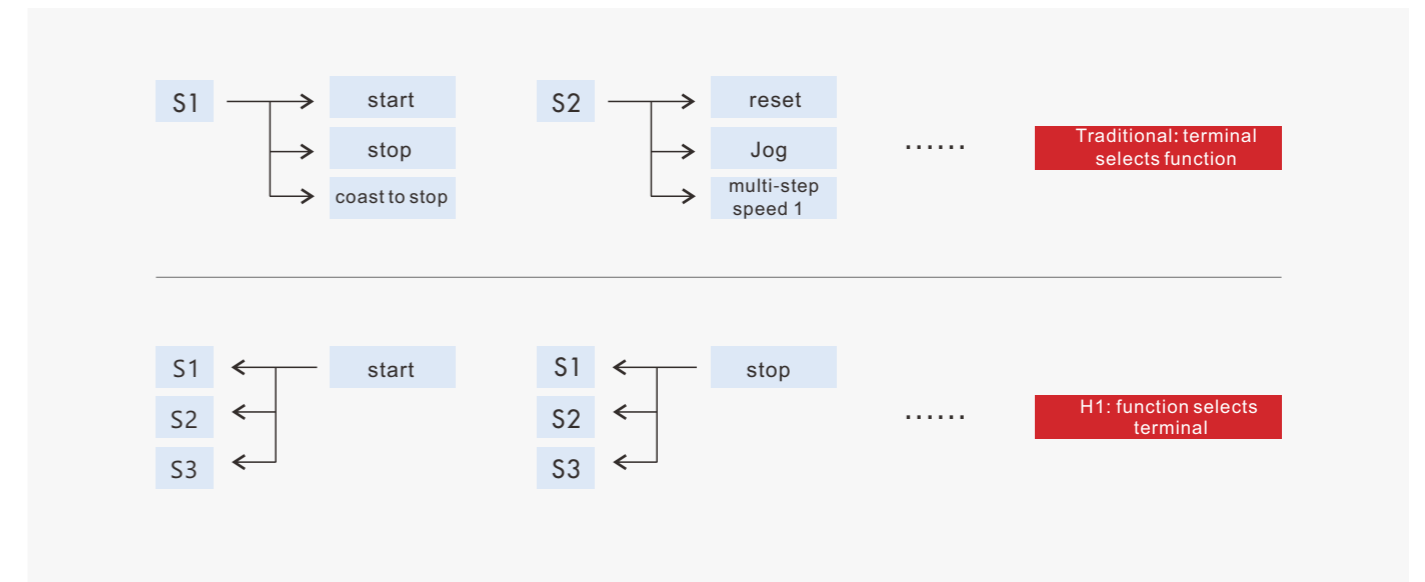 S1
start
stop
coast to stop
S2
reset
Jog
multi-step
speed 1
......
Traditional: terminal
selects function
S1
S2
S3
start
S1
S2
S3
stop
......
H1: function selects
terminal